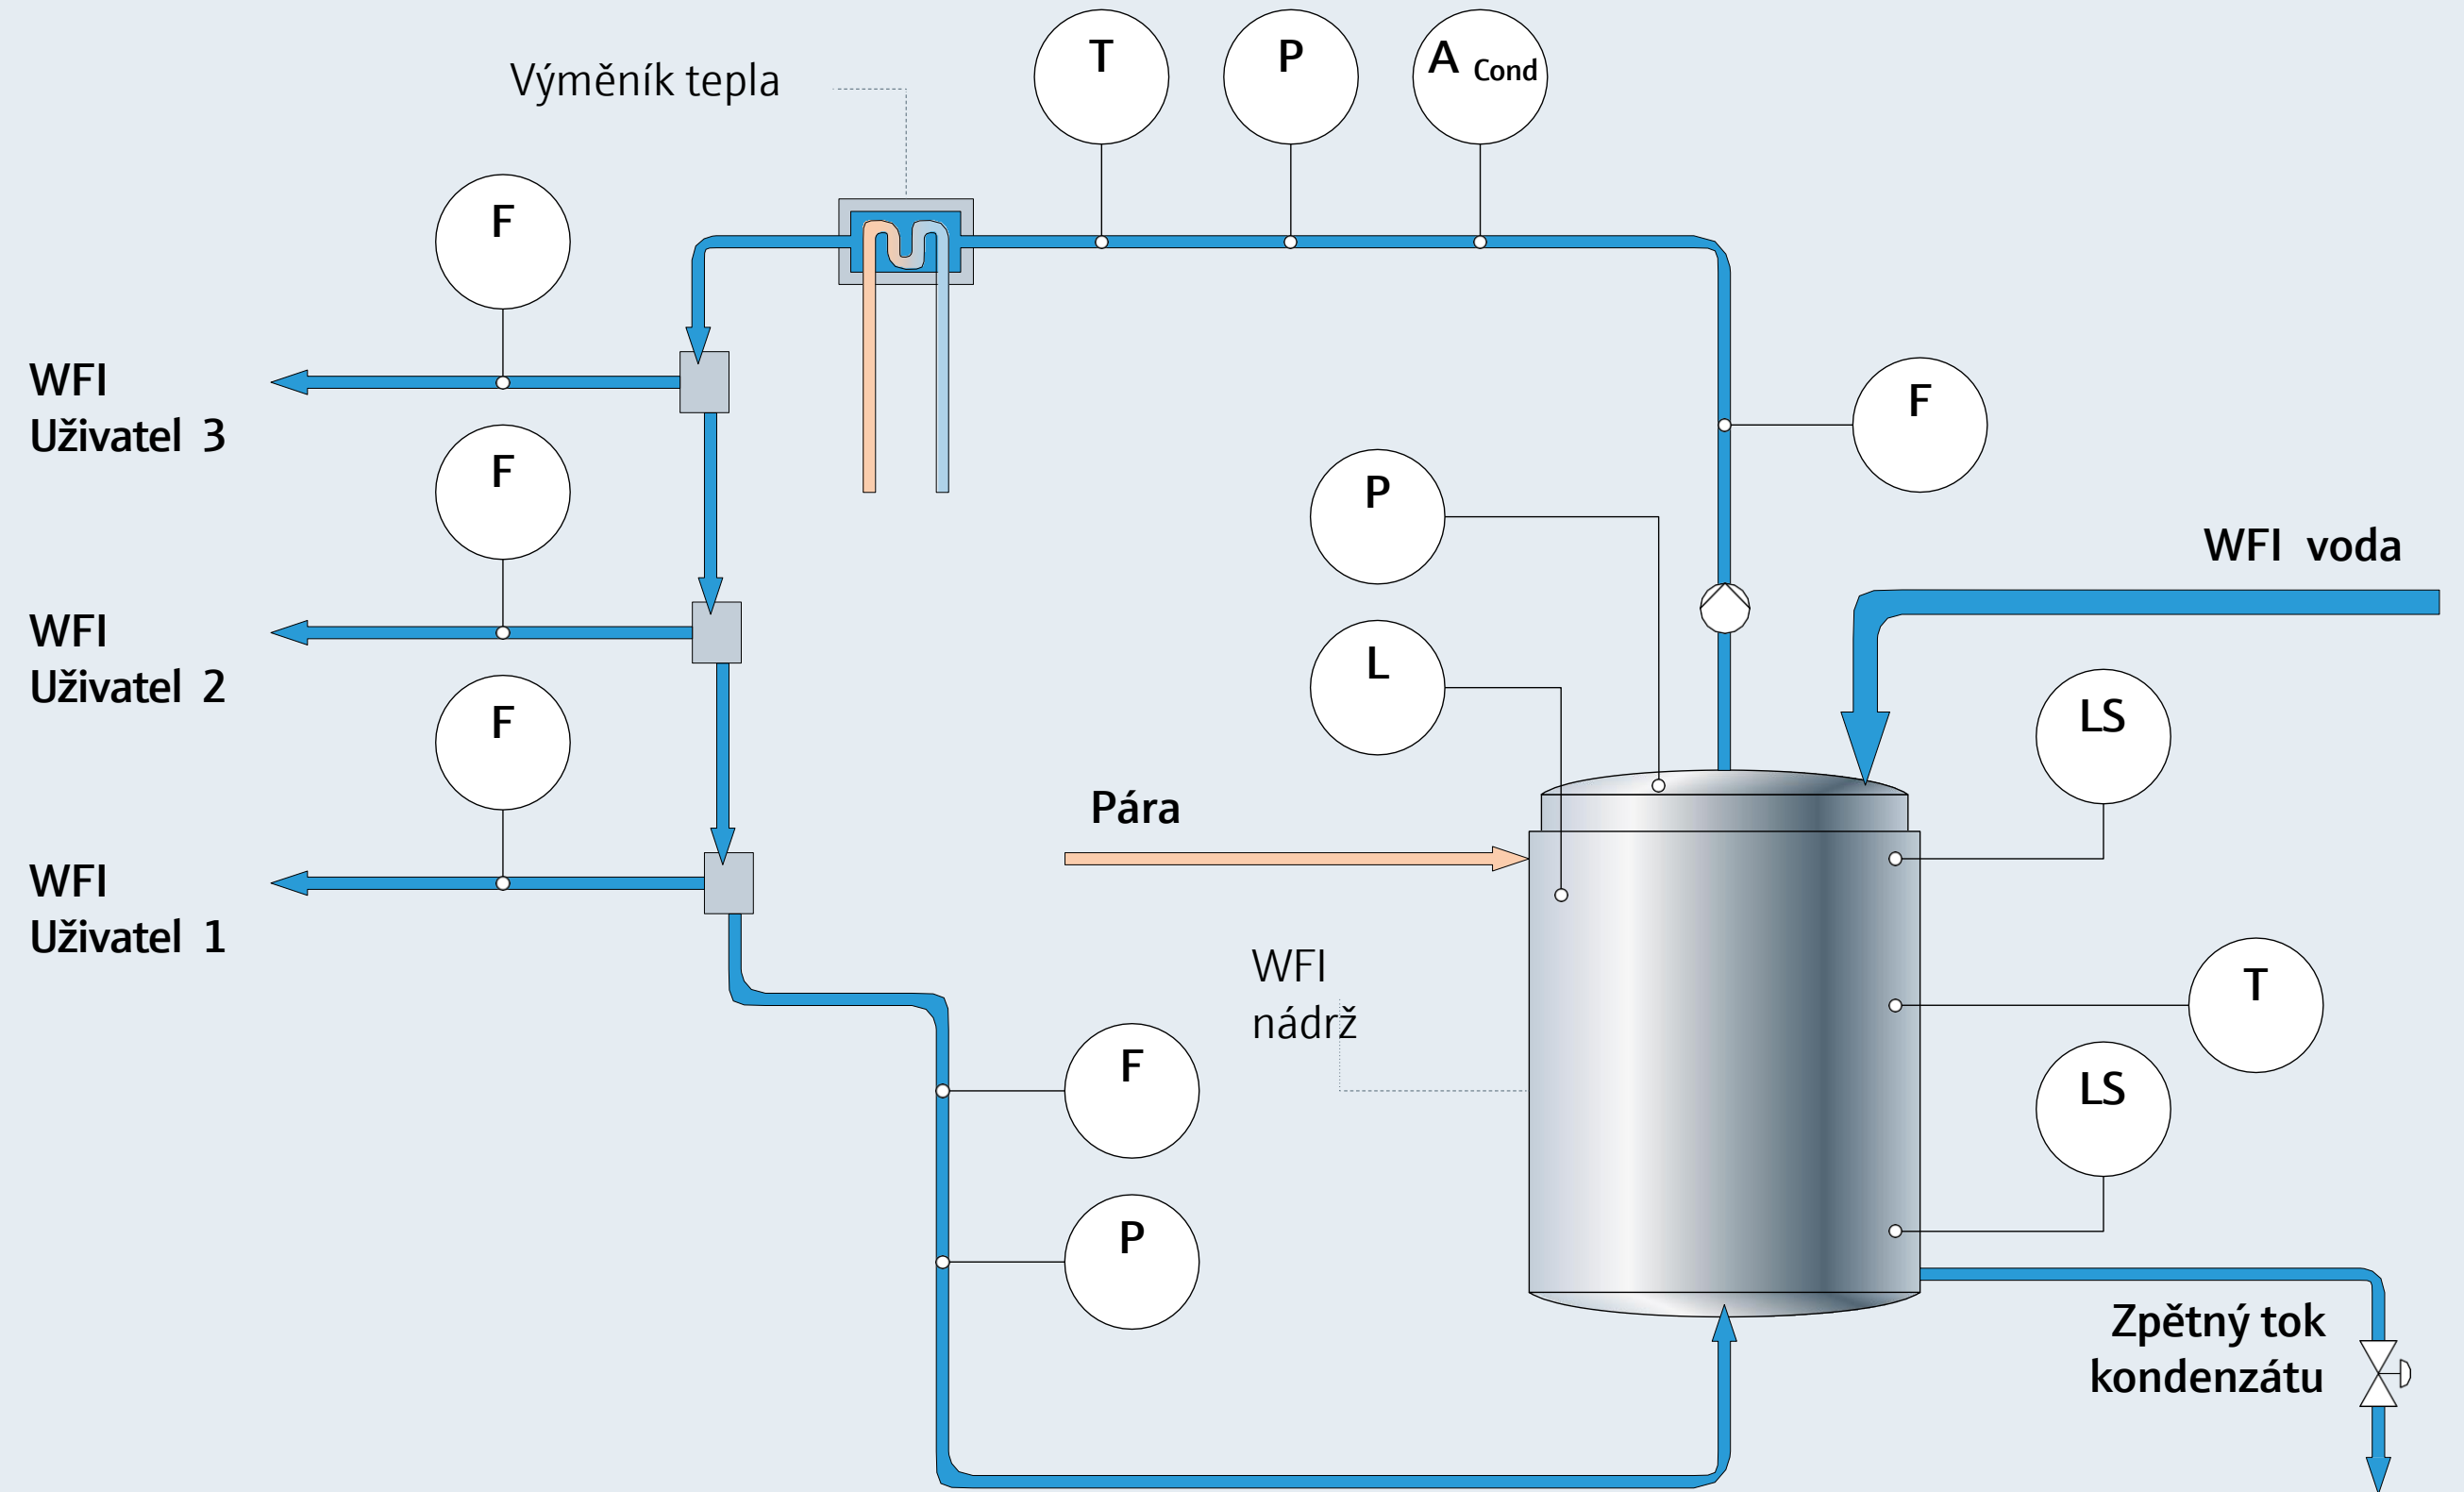 T
P
A Cond
Výměník tepla
F
WFI
Uživatel 3
F
F
P
WFI voda
WFI
Uživatel 2
L
LS
F
Pára
WFI
Uživatel 1
WFI
nádrž
T
F
LS
P
Zpětný tok
kondenzátu